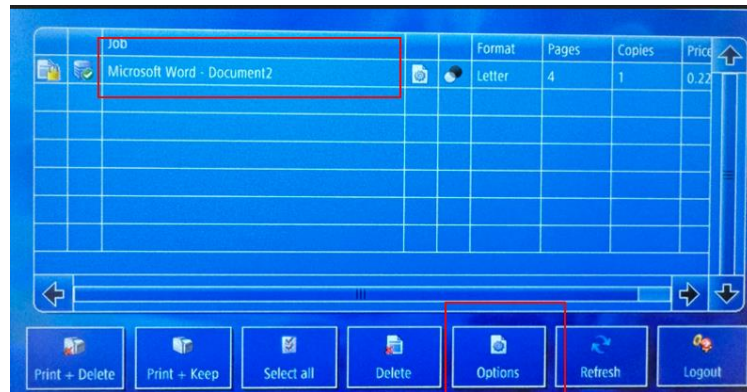 Job Format Pages Copies Price
Microsoft Word - Document2 Letter 4 1 0.22
Print + Delete Print + Keep Select all Delete Options Refresh Logout